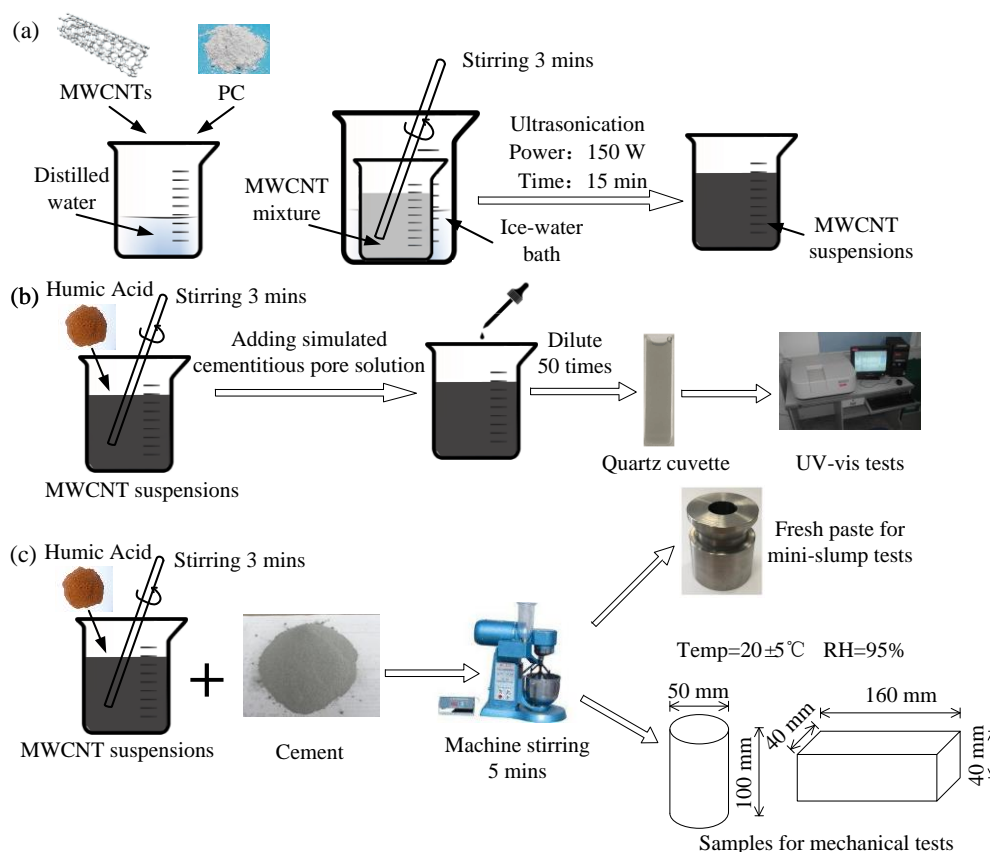 (a)
MWCNTs
PC
Distilled
water
Stirring 3 mins
MWCNT
mixture
Ice-water
bath
Ultrasonication
Power：150 W
Time：15 min
MWCNT
suspensions
(b)
Humic Acid
Stirring 3 mins
MWCNT suspensions
Adding simulated
cementitious pore solution
Dilute
50 times
Quartz cuvette
UV-vis tests
(c)
Humic Acid
Stirring 3 mins
MWCNT suspensions
Cement
Machine stirring
5 mins
Fresh paste for
mini-slump tests
Temp=20±5℃ RH=95%
50 mm
100 mm
40 mm
160 mm
40 mm
Samples for mechanical tests